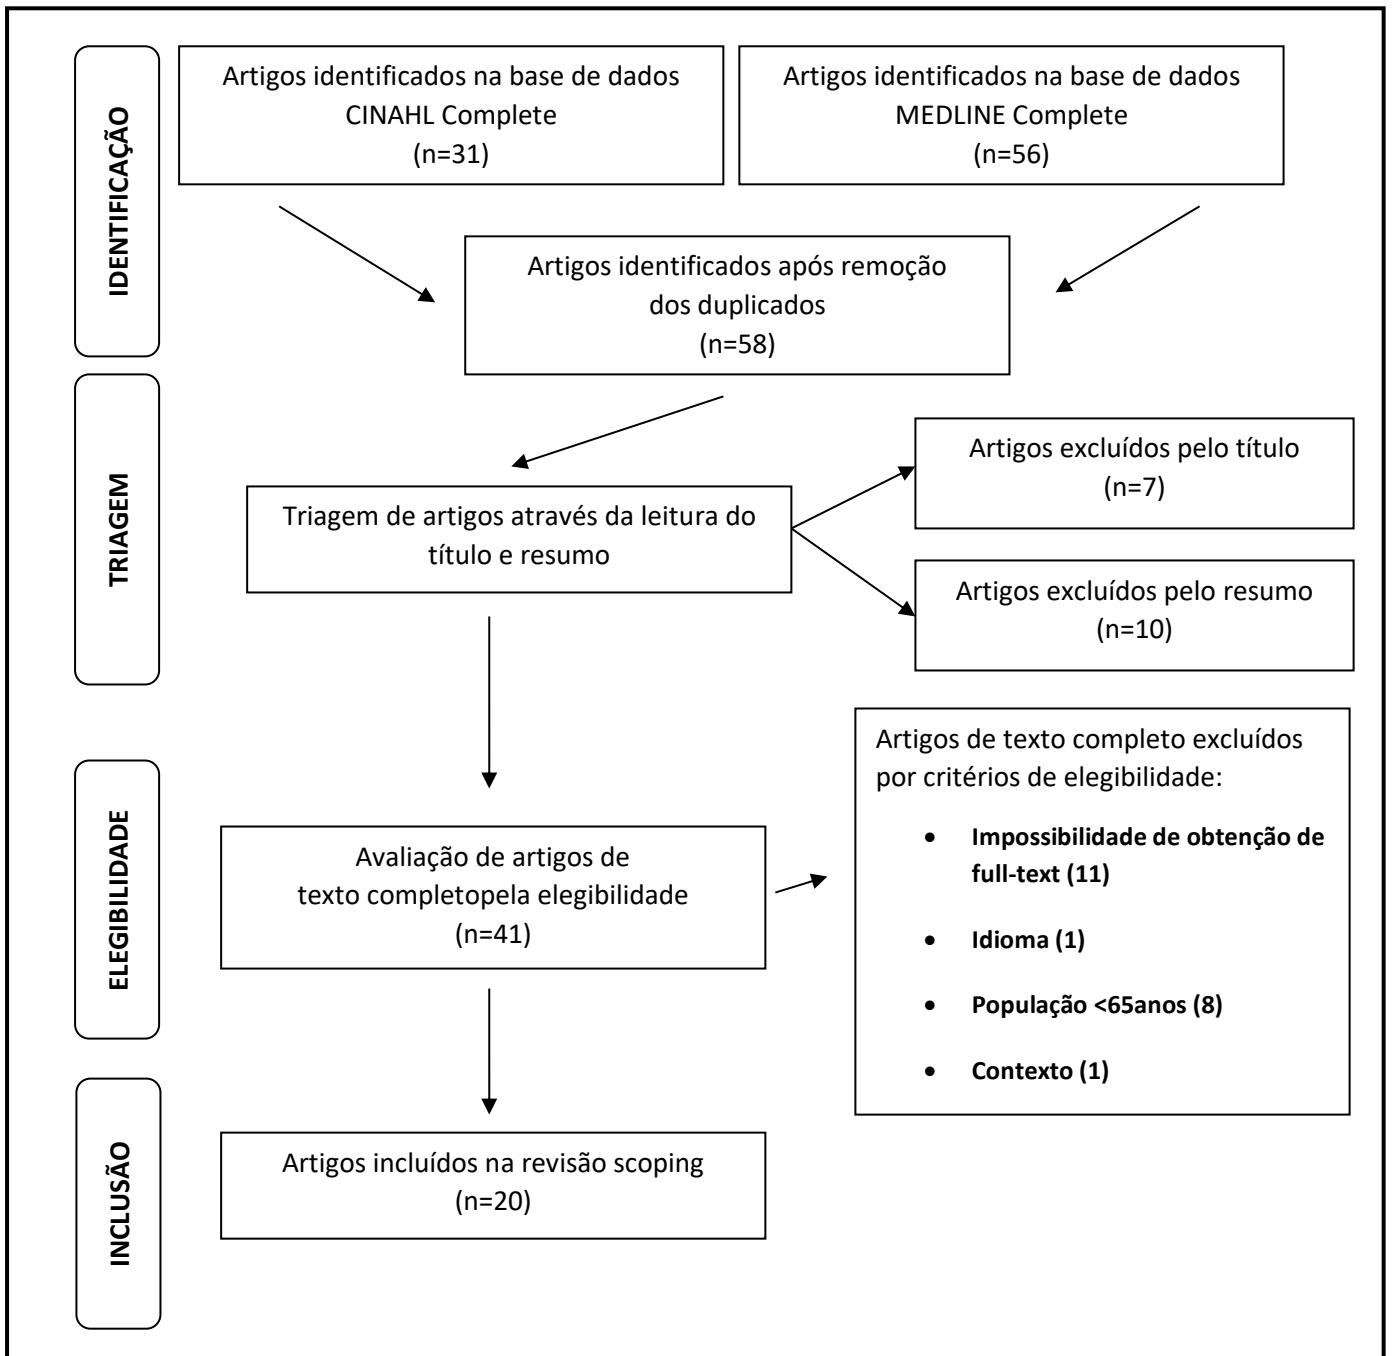 IDENTIFICAÇÃO
Artigos identificados na base de dados
CINAHL Complete
(n=31)
Artigos identificados na base de dados
MEDLINE Complete
(n=56)
Artigos identificados após remoção
dos duplicados
(n=58)
TRIAGEM
Triagem de artigos através da leitura do
título e resumo
Artigos excluídos pelo título
(n=7)
Artigos excluídos pelo resumo
(n=10)
ELEGIBILIDADE
Avaliação de artigos de
texto completopela elegibilidade
(n=41)
Artigos de texto completo excluídos
por critérios de elegibilidade:
• Impossibilidade de obtenção de
full-text (11)
• Idioma (1)
• População <65anos (8)
• Contexto (1)
INCLUSÃO
Artigos incluídos na revisão scoping
(n=20)